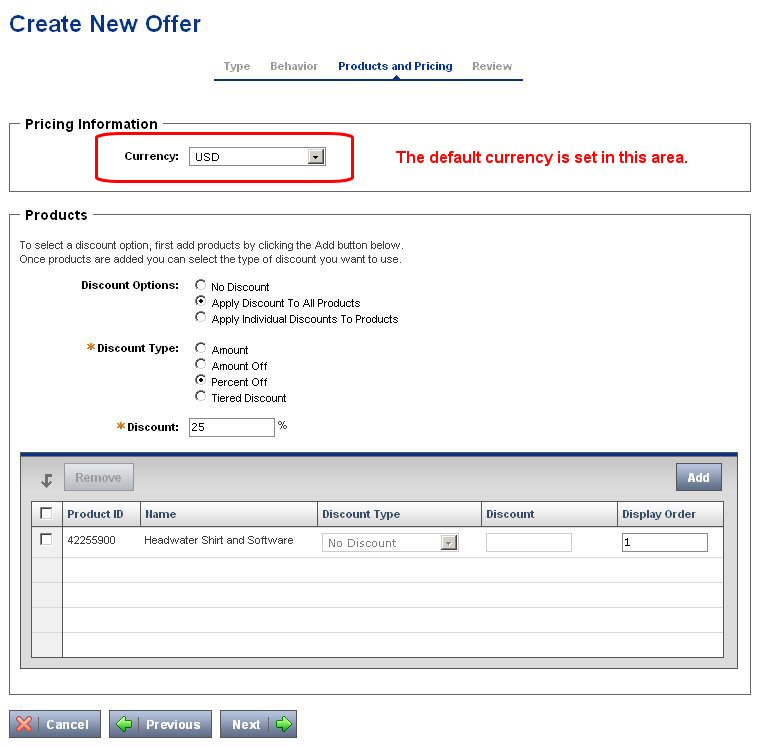 Create New Offer
Type Behavior Products and Pricing Review
Pricing Information
Currency: USD The default currency is set in this area.
Products
To select a discount option, first add products by clicking the Add button below.
Once products are added you can select the type of discount you want to use.
Discount Options: No Discount
Apply Discount To All Products
Apply Individual Discounts To Products
*Discount Type: Amount
Amount Off
Percent Off
Tiered Discount
*Discount: 25 %
Remove Add
Product ID Name Discount Type Discount Display Order
42255900 Headwater Shirt and Software No Discount 1
Cancel Previous Next